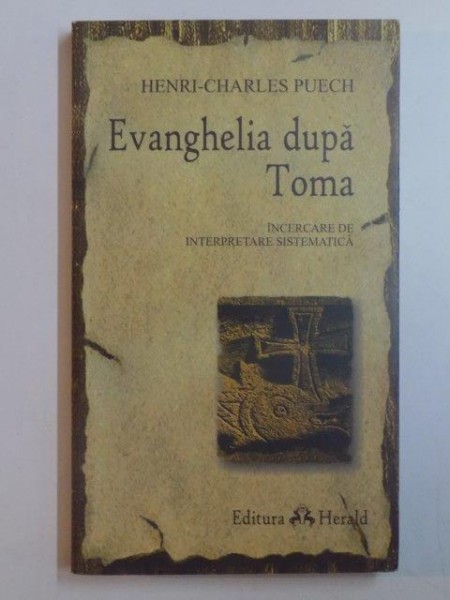 HENRI-CHARLES PUECH
Evanghelia după
Toma
ÎNCERCARE DE
INTERPRETARE SISTEMATICĂ
Editura Herald